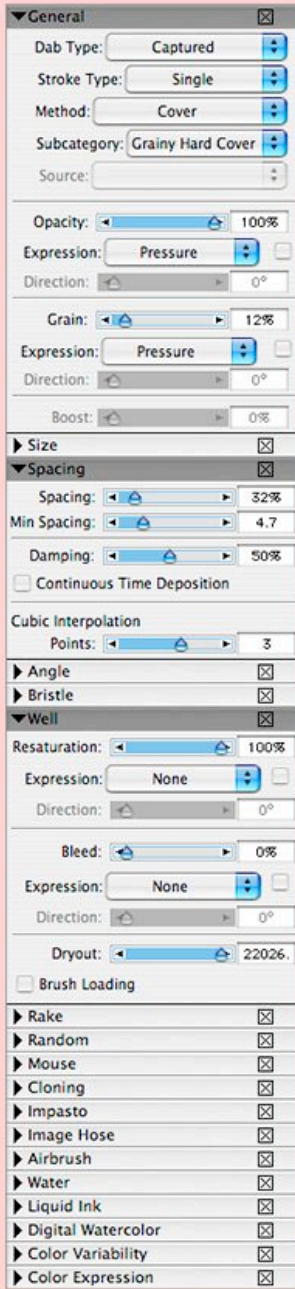 General
Dab Type: Captured
Stroke Type: Single
Method: Cover
Subcategory: Grainy Hard Cover
Source:
Opacity: 100%
Expression: Pressure
Direction: 0°
Grain: 12%
Expression: Pressure
Direction: 0°
Boost: 0%
Size
Spacing
Spacing: 32%
Min Spacing: 4.7
Damping: 50%
Continuous Time Deposition
Cubic Interpolation
Points: 3
Angle
Bristle
Well
Resaturation: 100%
Expression: None
Direction: 0°
Bleed: 0%
Expression: None
Direction: 0°
Dryout: 22026.
Brush Loading
Rake
Random
Mouse
Cloning
Impasto
Image Hose
Airbrush
Water
Liquid Ink
Digital Watercolor
Color Variability
Color Expression